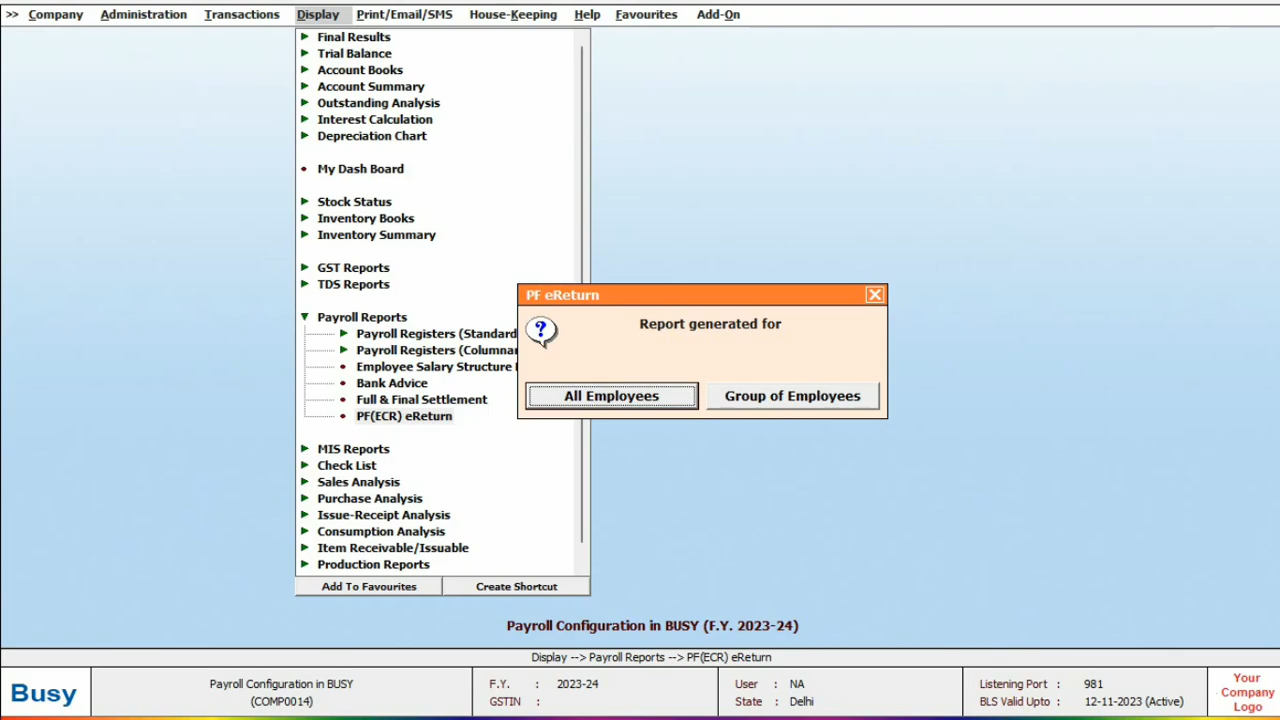 >> Company Administration Transactions Display Print/Email/SMS House-Keeping Help Favourites Add-On
Final Results
Trial Balance
Account Books
Account Summary
Outstanding Analysis
Interest Calculation
Depreciation Chart
My Dash Board
Stock Status
Inventory Books
Inventory Summary
GST Reports
TDS Reports
Payroll Reports
Payroll Registers (Standard
Payroll Registers (Columnar
Employee Salary Structure
Bank Advice
Full & Final Settlement
PF(ECR) eReturn
MIS Reports
Check List
Sales Analysis
Purchase Analysis
Issue-Receipt Analysis
Consumption Analysis
Item Receivable/Issuable
Production Reports
Add To Favourites Create Shortcut
PF eReturn
Report generated for
All Employees Group of Employees
Payroll Configuration in BUSY (F.Y. 2023-24)
Display --> Payroll Reports --> PF(ECR) eReturn
Busy
Payroll Configuration in BUSY
(COMP0014)
F.Y. : 2023-24
GSTIN :
User : NA
State : Delhi
Listening Port : 981
BLS Valid Upto : 12-11-2023 (Active)
Your
Company
Logo